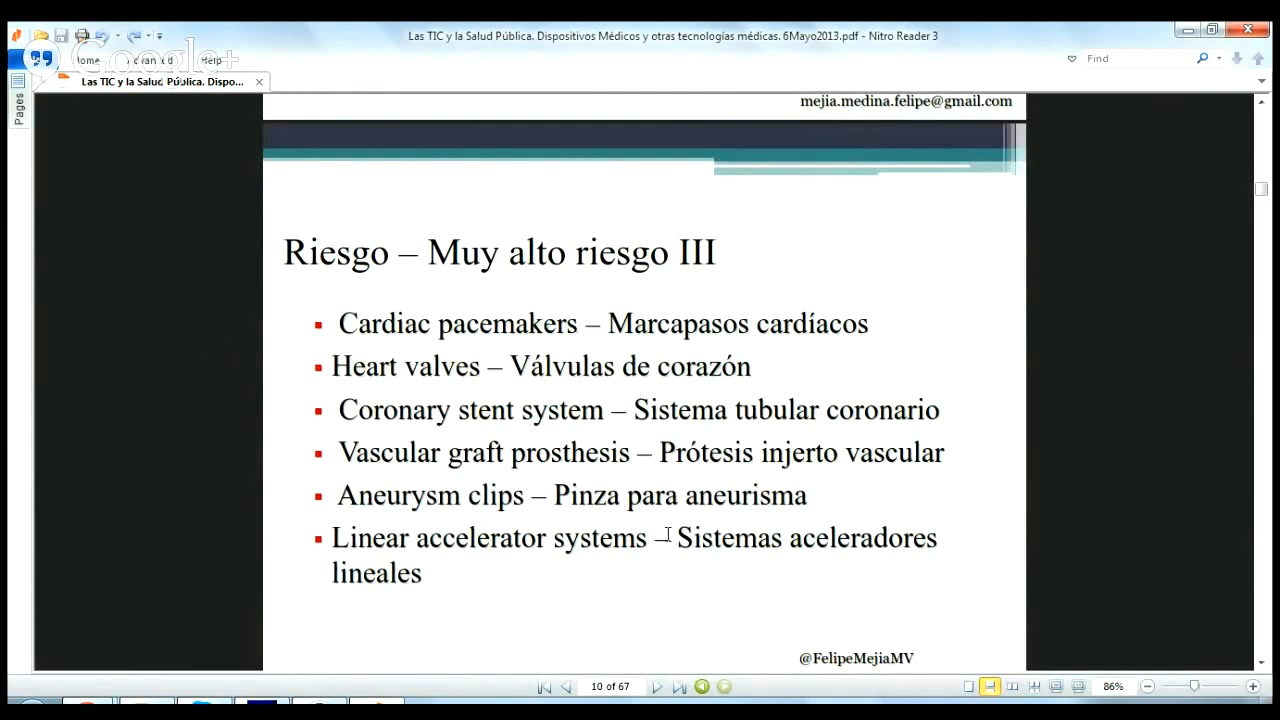 Las TIC y la Salud Pública. Dispositivos Médicos y otras tecnologías médicas. 6Mayo2013.pdf - Nitro Reader 3
Google+
Help
Find
Las TIC y la Salud Pública. Dispo...
Pages
mejia.medina.felipe@gmail.com
Riesgo – Muy alto riesgo III
Cardiac pacemakers – Marcapasos cardíacos
Heart valves – Válvulas de corazón
Coronary stent system – Sistema tubular coronario
Vascular graft prosthesis – Prótesis injerto vascular
Aneurysm clips – Pinza para aneurisma
Linear accelerator systems – Sistemas aceleradores
lineales
@FelipeMejiaMV
10 of 67
86%